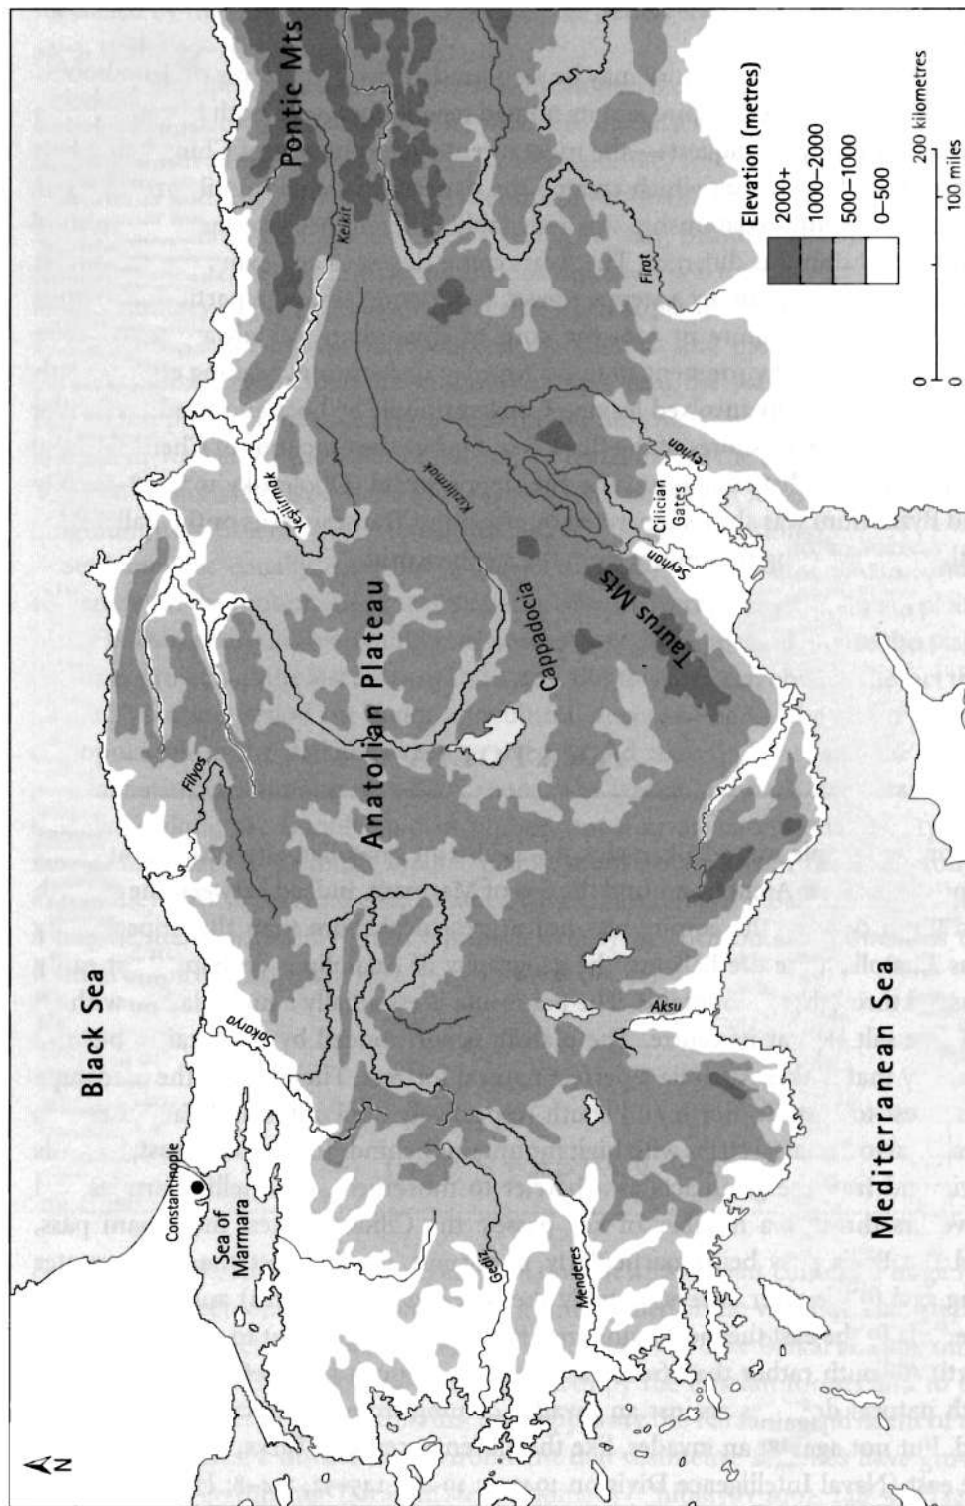 N
Black Sea
Constantinople
Sea of
Marmara
Sakarya
Filyos
Yeşilirmak
Kelkit
Pontic Mts
Anatolian Plateau
Kızılırmak
Cappadocia
Gediz
Menderes
Aksu
Taurus Mts
Seyhan
Cilician
Gates
Ceyhan
Firat
Mediterranean Sea
Elevation (metres)
2000+
1000–2000
500–1000
0–500
0 200 kilometres
0 100 miles